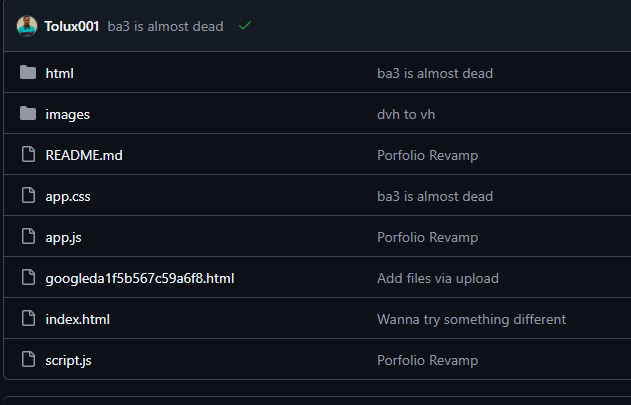 Tolux001 ba3 is almost dead
html ba3 is almost dead
images dvh to vh
README.md Porfolio Revamp
app.css ba3 is almost dead
app.js Porfolio Revamp
googleda1f5b567c59a6f8.html Add files via upload
index.html Wanna try something different
script.js Porfolio Revamp